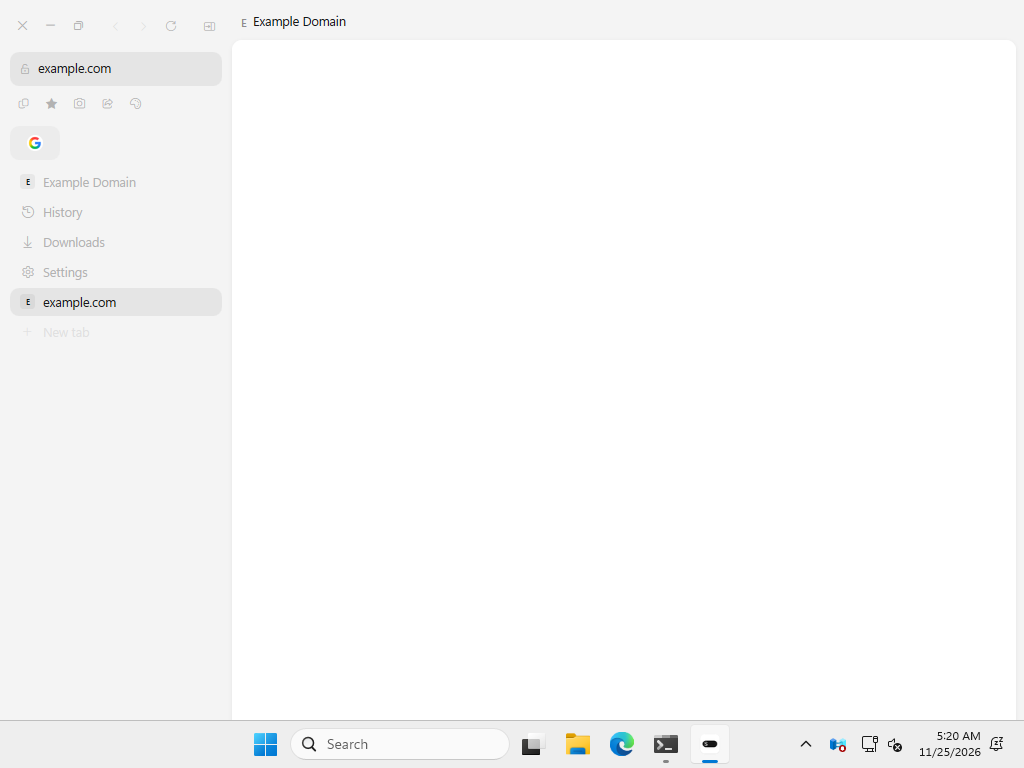 E Example Domain
example.com
E Example Domain
History
Downloads
Settings
E example.com
New tab
Search
5:20 AM
11/25/2026